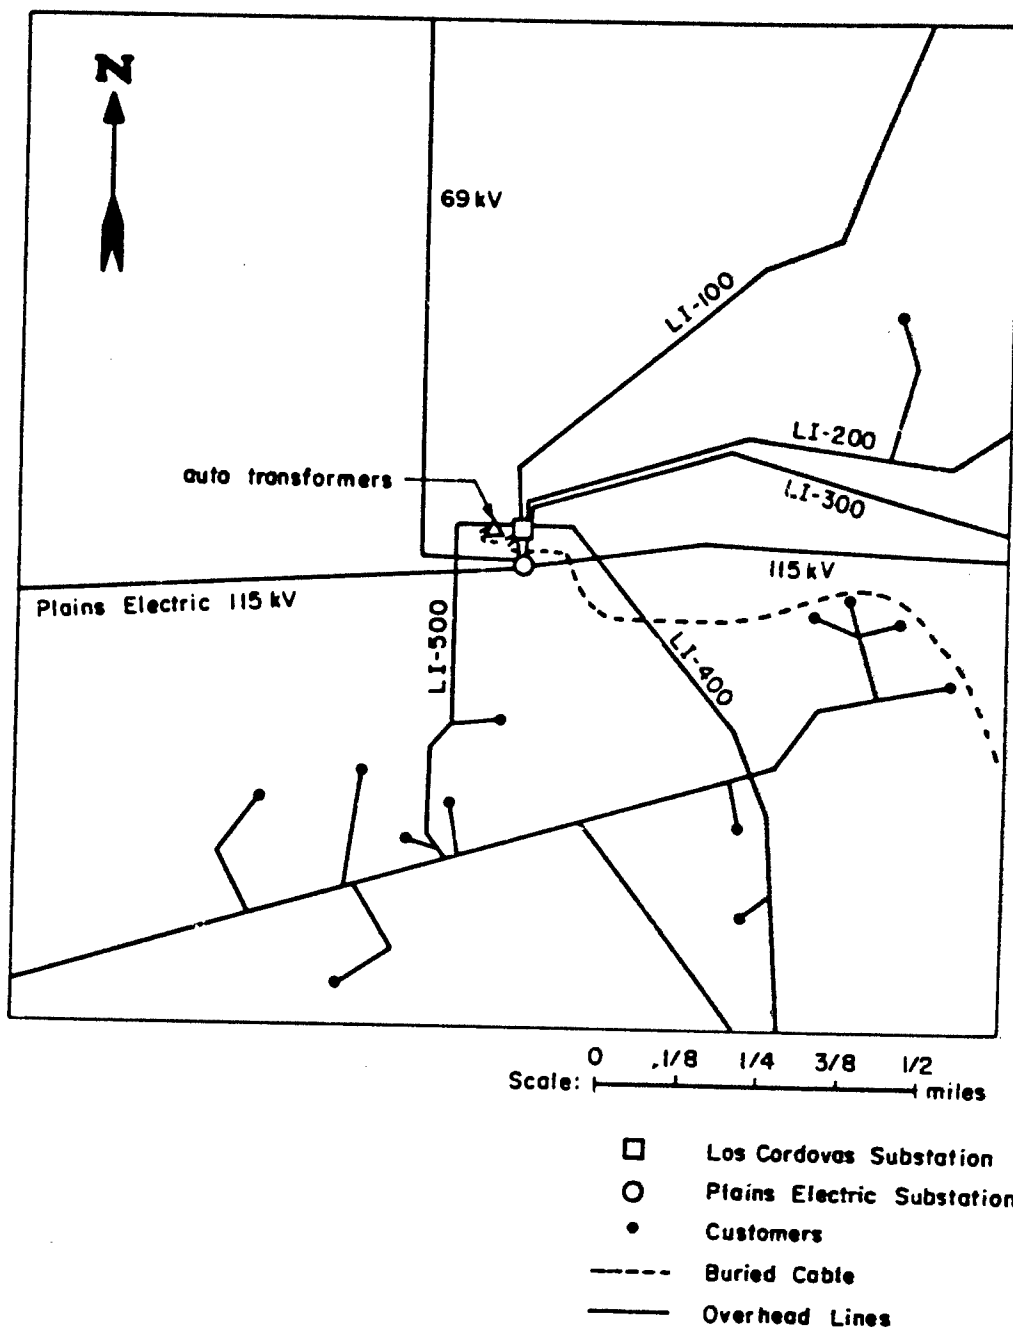 N
69 kV
LI-100
LI-200
auto transformers
LI-300
115 kV
Plains Electric 115 kV
LI-500
LI-400
0 1/8 1/4 3/8 1/2
Scale: miles
Los Cordovas Substation
Plains Electric Substation
Customers
Buried Cable
Overhead Lines